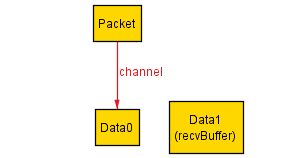 Packet
channel
Data0
Data1
(recvBuffer)